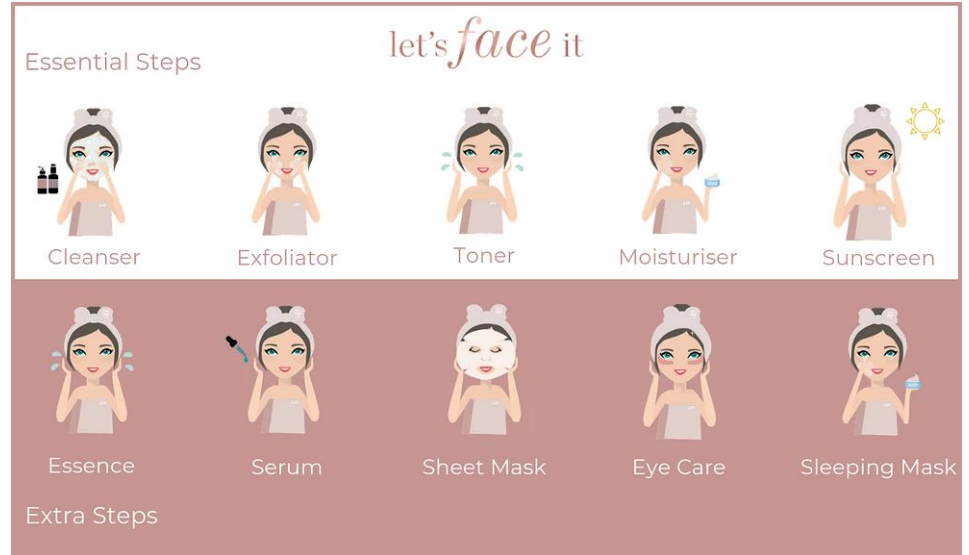 let's face it
Essential Steps
Cleanser
Exfoliator
Toner
Moisturiser
Sunscreen
Essence
Serum
Sheet Mask
Eye Care
Sleeping Mask
Extra Steps